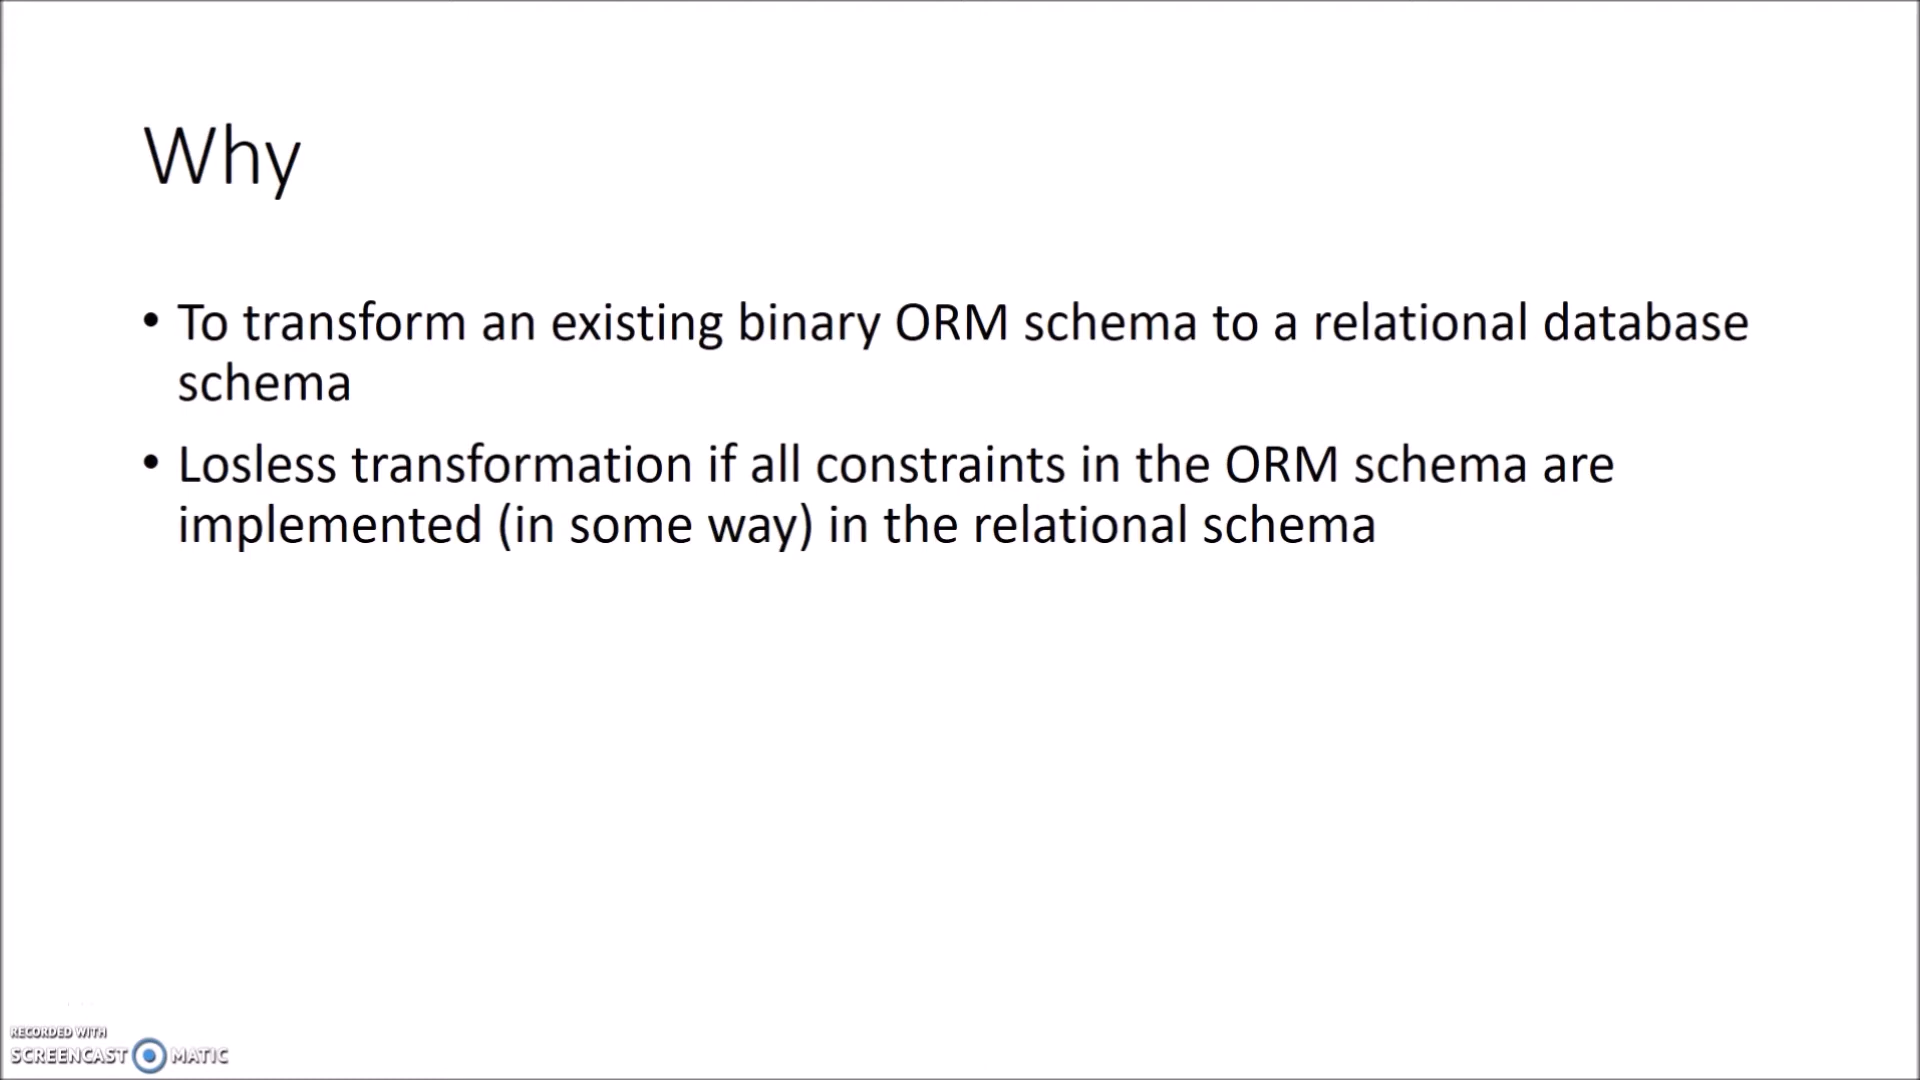 Why
• To transform an existing binary ORM schema to a relational database
schema
• Losless transformation if all constraints in the ORM schema are
implemented (in some way) in the relational schema
RECORDED WITH
SCREENCAST MATIC